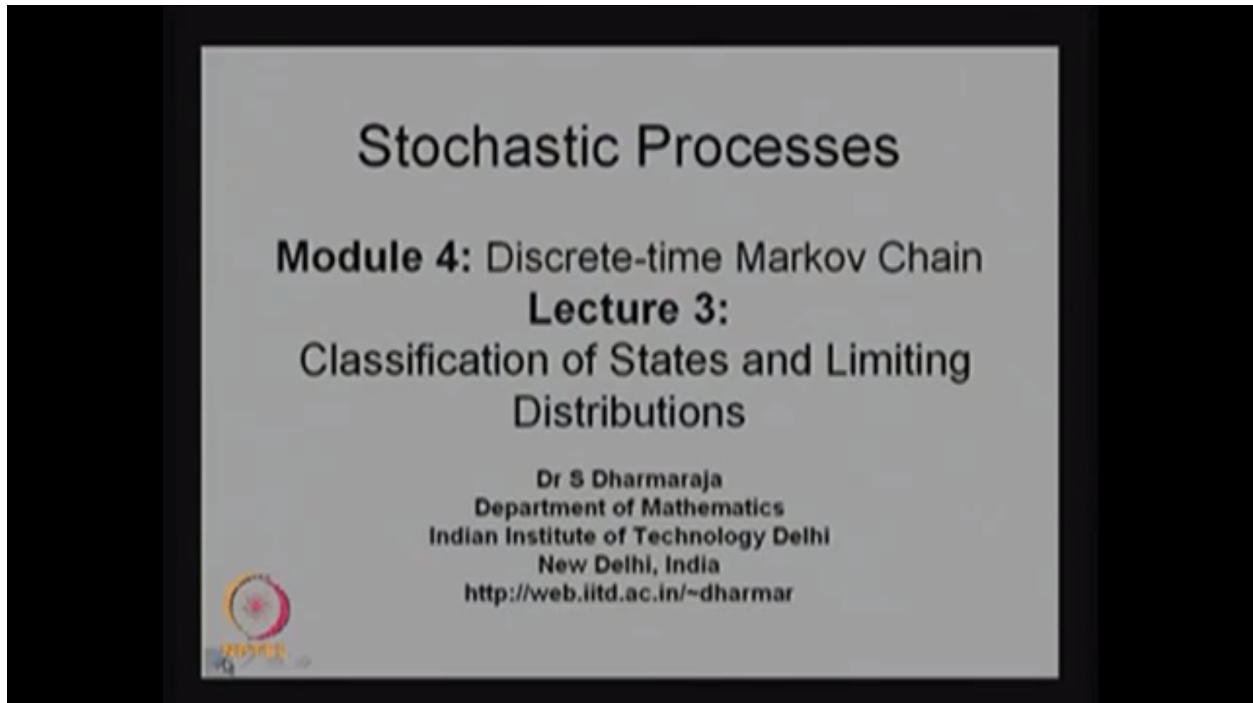 Stochastic Processes
Module 4: Discrete-time Markov Chain
Lecture 3:
Classification of States and Limiting
Distributions
Dr S Dharmaraja
Department of Mathematics
Indian Institute of Technology Delhi
New Delhi, India
http://web.iitd.ac.in/~dharmar
NPTEL